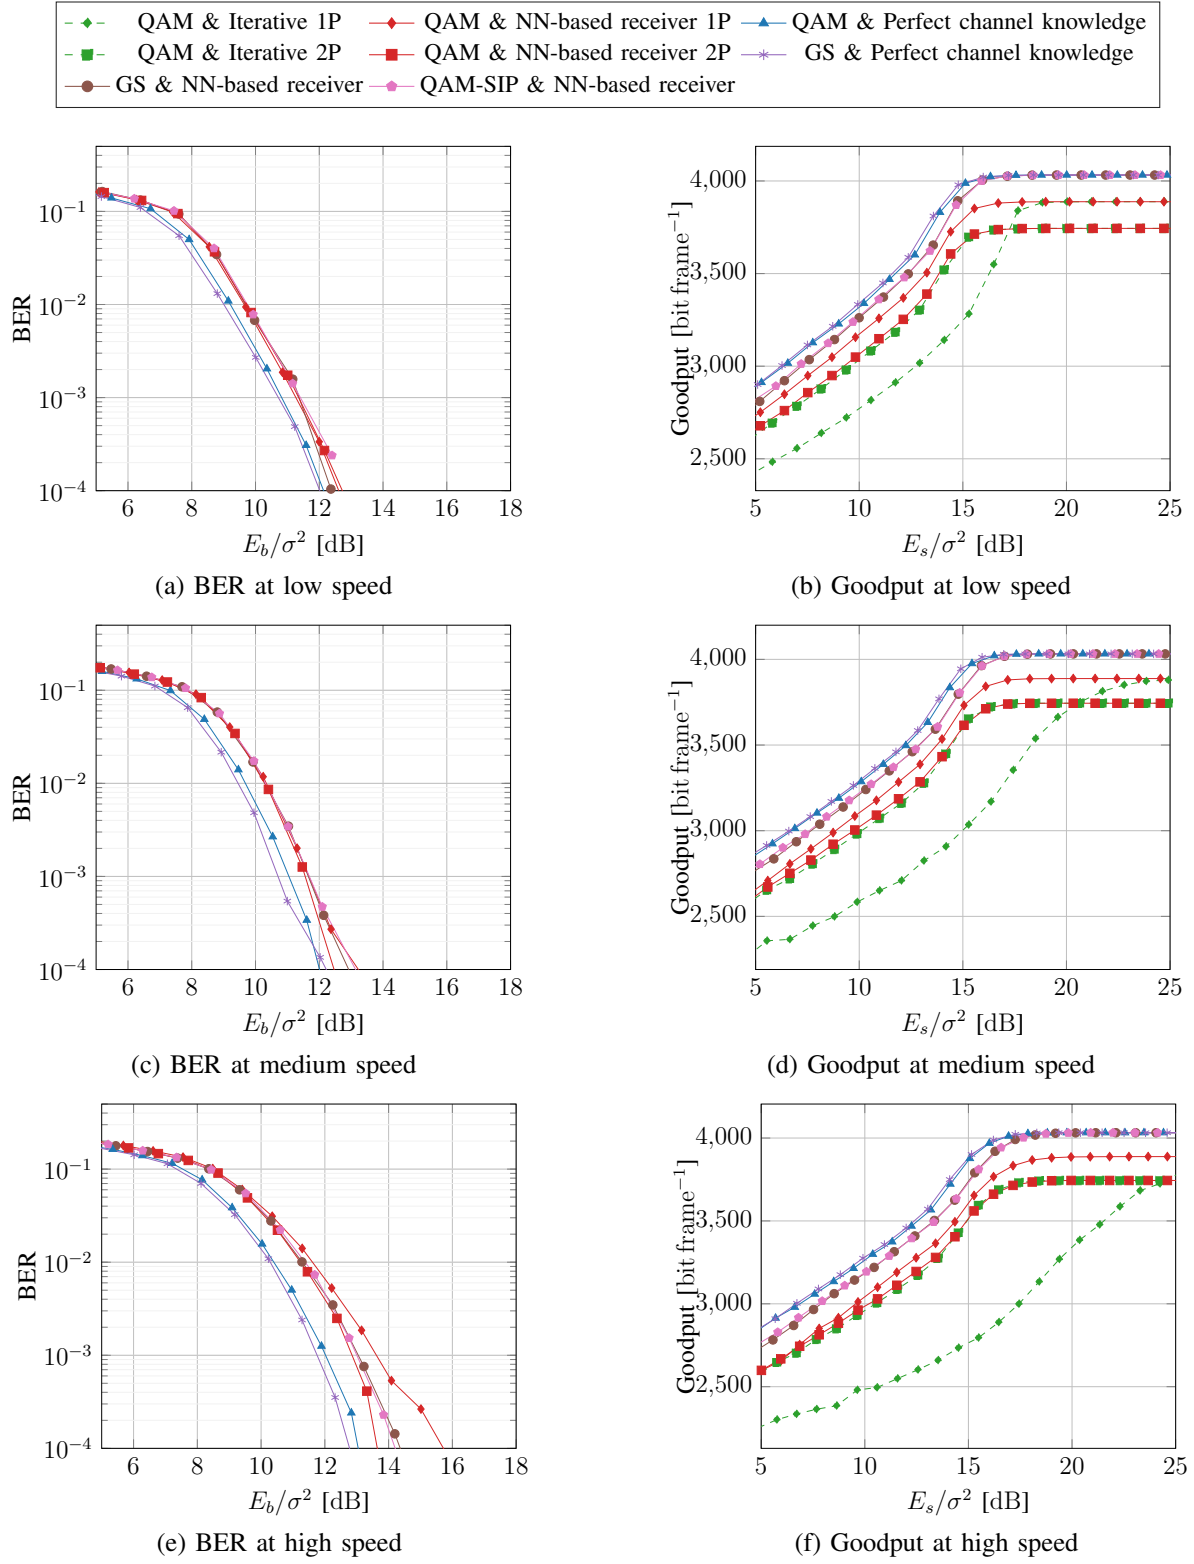 QAM & Iterative 1P QAM & NN-based receiver 1P QAM & Perfect channel knowledge
QAM & Iterative 2P QAM & NN-based receiver 2P GS & Perfect channel knowledge
GS & NN-based receiver QAM-SIP & NN-based receiver
BER
10⁻¹
10⁻²
10⁻³
10⁻⁴
6 8 10 12 14 16 18
E_b/σ² [dB]
(a) BER at low speed
Goodput [bit frame⁻¹]
4,000
3,500
3,000
2,500
5 10 15 20 25
E_s/σ² [dB]
(b) Goodput at low speed
BER
10⁻¹
10⁻²
10⁻³
10⁻⁴
6 8 10 12 14 16 18
E_b/σ² [dB]
(c) BER at medium speed
Goodput [bit frame⁻¹]
4,000
3,500
3,000
2,500
5 10 15 20 25
E_s/σ² [dB]
(d) Goodput at medium speed
BER
10⁻¹
10⁻²
10⁻³
10⁻⁴
6 8 10 12 14 16 18
E_b/σ² [dB]
(e) BER at high speed
Goodput [bit frame⁻¹]
4,000
3,500
3,000
2,500
5 10 15 20 25
E_s/σ² [dB]
(f) Goodput at high speed